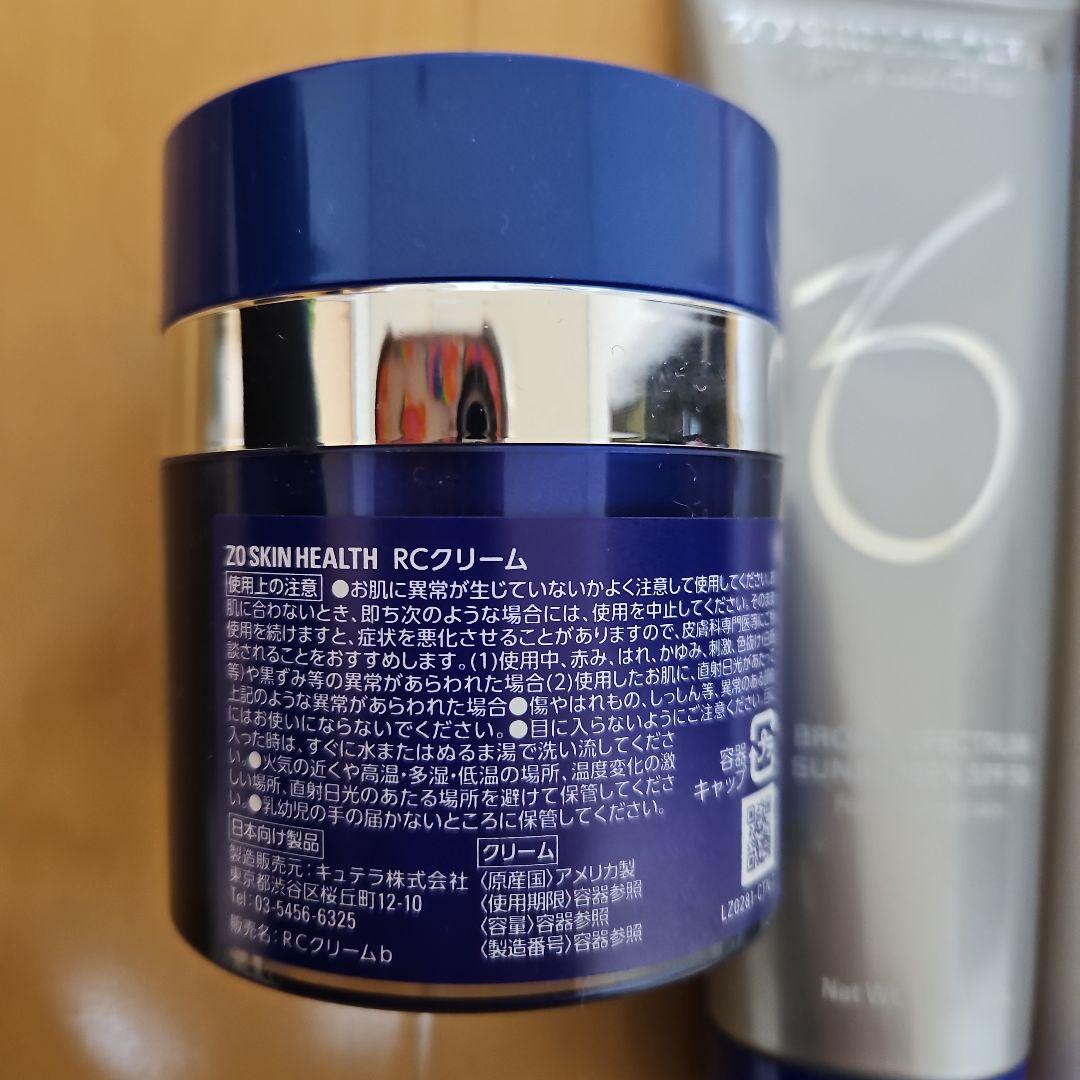 ZO SKIN HEALTH RCクリーム
使用上の注意 ●お肌に異常が生じていないかよく注意して使用してください。
肌に合わないとき、即ち次のような場合には、使用を中止してください。そのまま
使用を続けますと、症状を悪化させることがありますので、皮膚科専門医等にご
談されることをおすすめします。(1)使用中、赤み、はれ、かゆみ、刺激、色抜け(白
等)や黒ずみ等の異常があらわれた場合(2)使用したお肌に、直射日光があたっ
上記のような異常があらわれた場合●傷やはれもの、しっしん等、異常のある
にはお使いにならないでください。●目に入らないようにご注意ください。
入った時は、すぐに水またはぬるま湯で洗い流してくださ
い。●火気の近くや高温・多湿・低温の場所、温度変化の激
しい場所、直射日光のあたる場所を避けて保管してくださ
い。●乳幼児の手の届かないところに保管してください。
容器
キャップ
日本向け製品
製造販売元:キュテラ株式会社
東京都渋谷区桜丘町12-10
Tel:03-5456-6325
販売名:RCクリームb
クリーム
〈原産国〉アメリカ製
〈使用期限〉容器参照
〈容量〉容器参照
〈製造番号〉容器参照
LZ0281-CTN
ZO SKIN HEALTH
Net Wt.